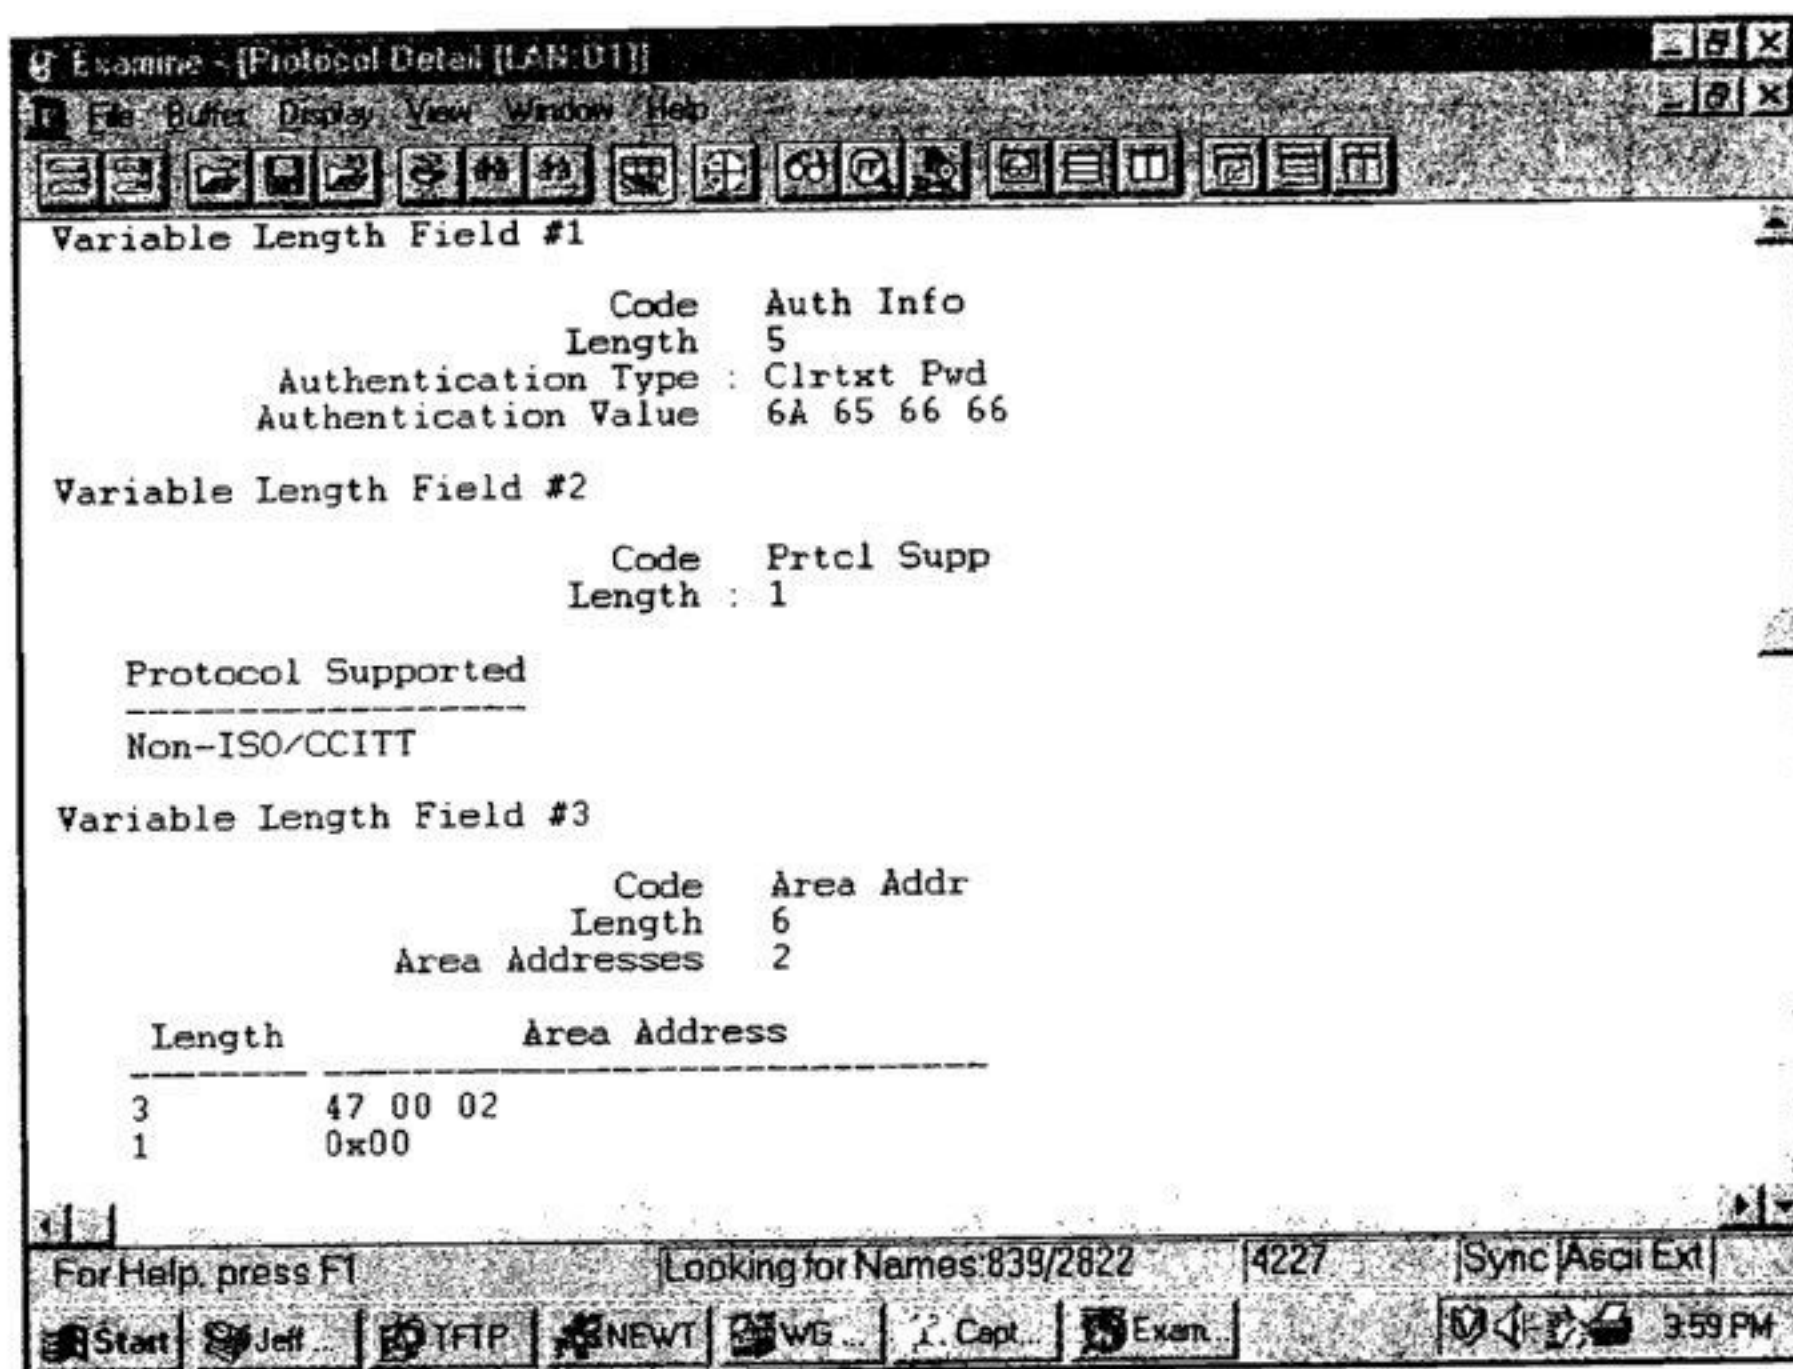 Examine - [Protocol Detail [LAN:01]]
File Buffer Display View Window Help
Variable Length Field #1
Code Auth Info
Length 5
Authentication Type : Clrtxt Pwd
Authentication Value 6A 65 66 66
Variable Length Field #2
Code Prtcl Supp
Length : 1
Protocol Supported
------------------
Non-ISO/CCITT
Variable Length Field #3
Code Area Addr
Length 6
Area Addresses 2
Length Area Address
-------- ------------------------------
3 47 00 02
1 0x00
For Help, press F1 Looking for Names:839/2822 4227 Sync Ascii Ext
Start Jeff ... TFTP NEWT WG ... Capt... Exam... 3:59 PM